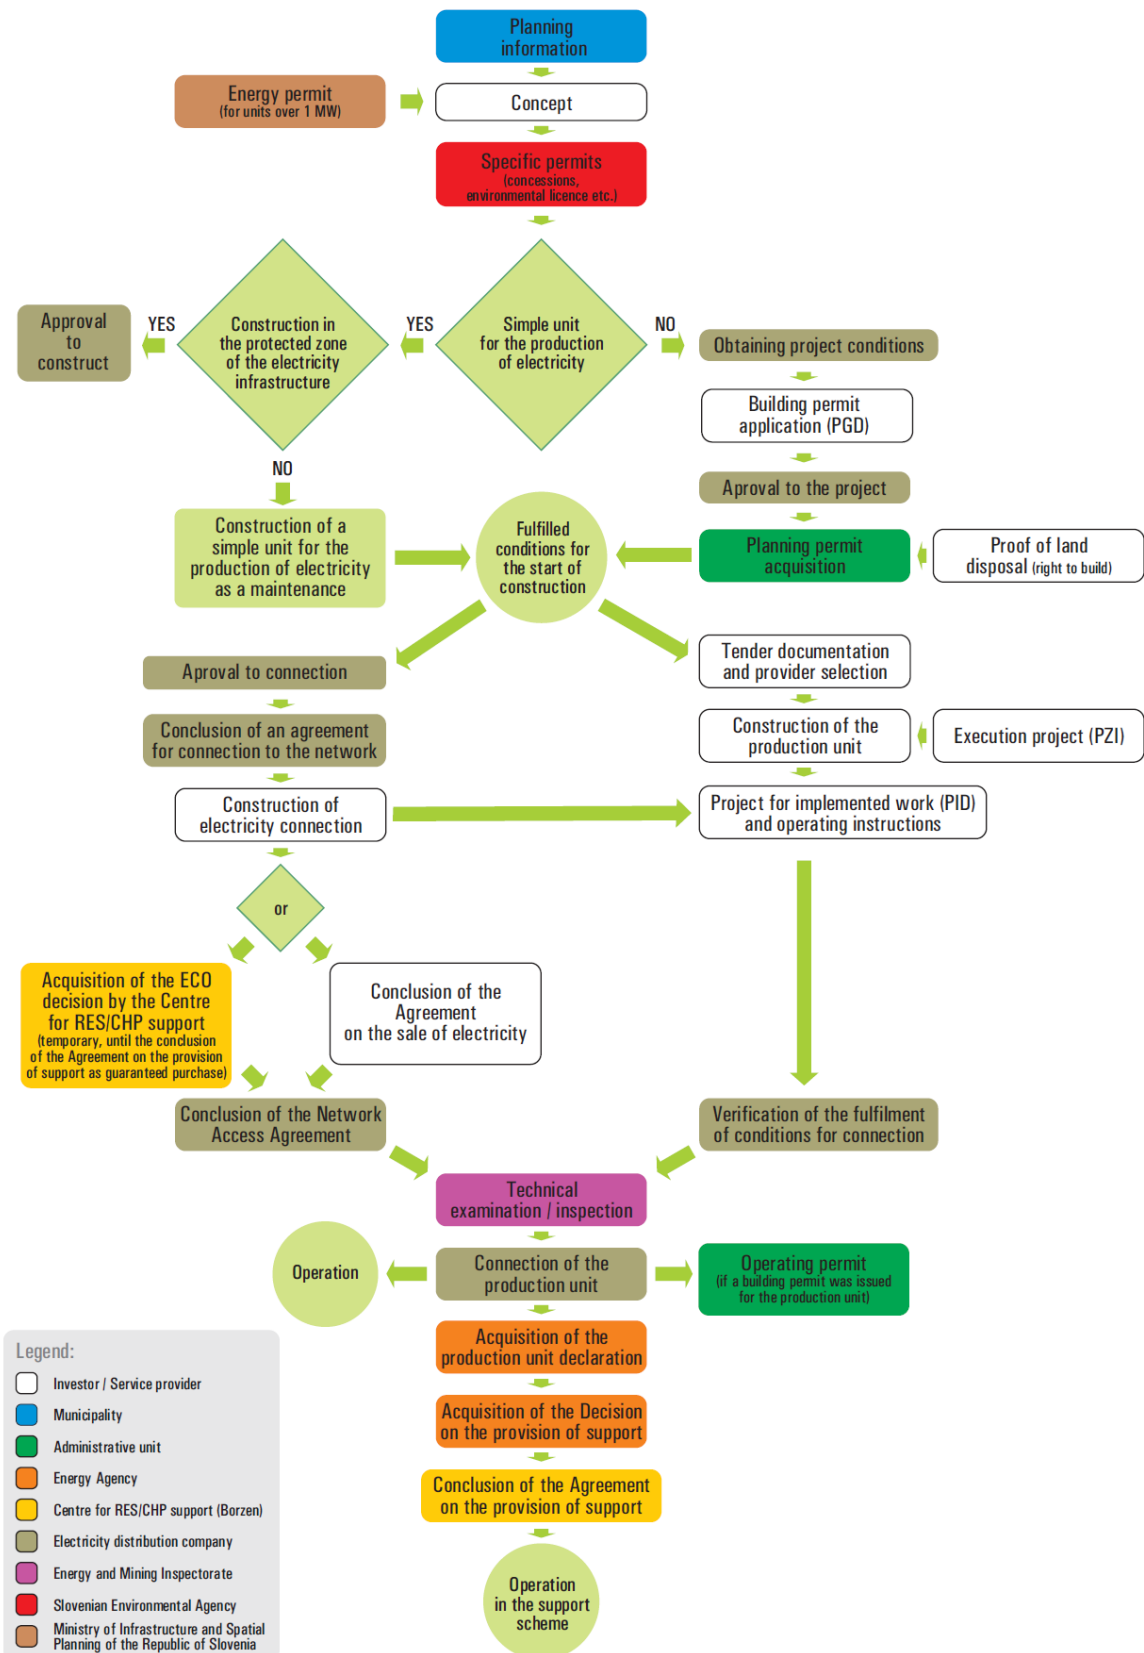 Planning
information
Energy permit
(for units over 1 MW)
Concept
Specific permits
(concessions,
environmental licence etc.)
Approval
to
construct
YES
Construction in
the protected zone
of the electricity
infrastructure
YES
Simple unit
for the production
of electricity
NO
Obtaining project conditions
Building permit
application (PGD)
NO
Aproval to the project
Construction of a
simple unit for the
production of electricity
as a maintenance
Fulfilled
conditions for
the start of
construction
Planning permit
acquisition
Proof of land
disposal (right to build)
Aproval to connection
Tender documentation
and provider selection
Conclusion of an agreement
for connection to the network
Construction of the
production unit
Execution project (PZI)
Construction of
electricity connection
Project for implemented work (PID)
and operating instructions
or
Acquisition of the ECO
decision by the Centre
for RES/CHP support
(temporary, until the conclusion
of the Agreement on the provision
of support as guaranteed purchase)
Conclusion of the
Agreement
on the sale of electricity
Conclusion of the Network
Access Agreement
Verification of the fulfilment
of conditions for connection
Technical
examination / inspection
Operation
Connection of the
production unit
Operating permit
(if a building permit was issued
for the production unit)
Acquisition of the
production unit declaration
Acquisition of the Decision
on the provision of support
Conclusion of the Agreement
on the provision of support
Operation
in the support
scheme
Legend:
Investor / Service provider
Municipality
Administrative unit
Energy Agency
Centre for RES/CHP support (Borzen)
Electricity distribution company
Energy and Mining Inspectorate
Slovenian Environmental Agency
Ministry of Infrastructure and Spatial
Planning of the Republic of Slovenia